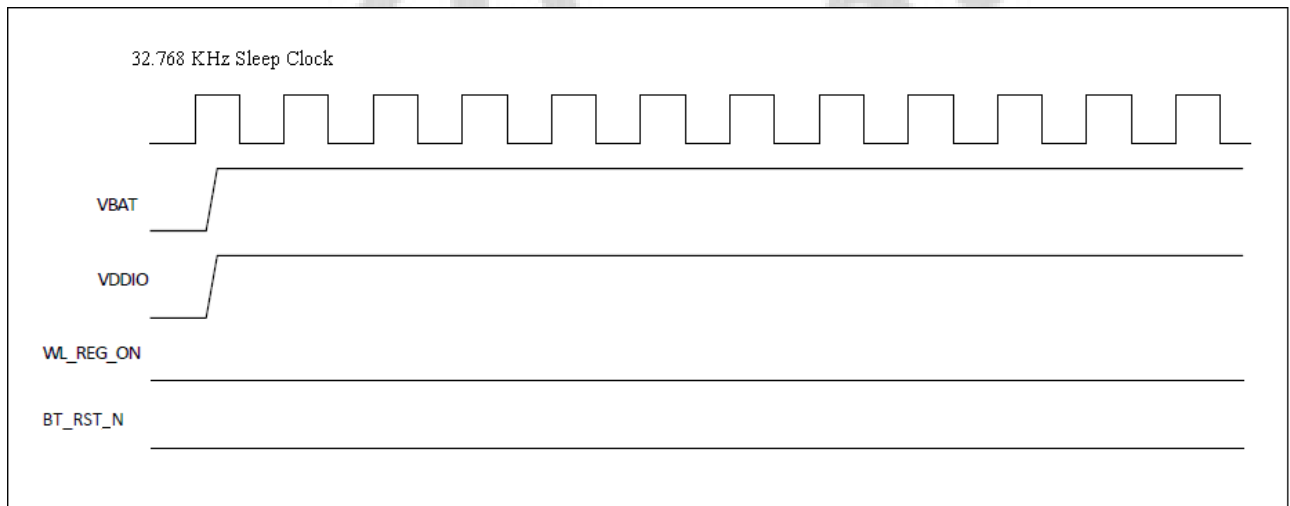 32.768 KHz Sleep Clock
VBAT
VDDIO
WL_REG_ON
BT_RST_N